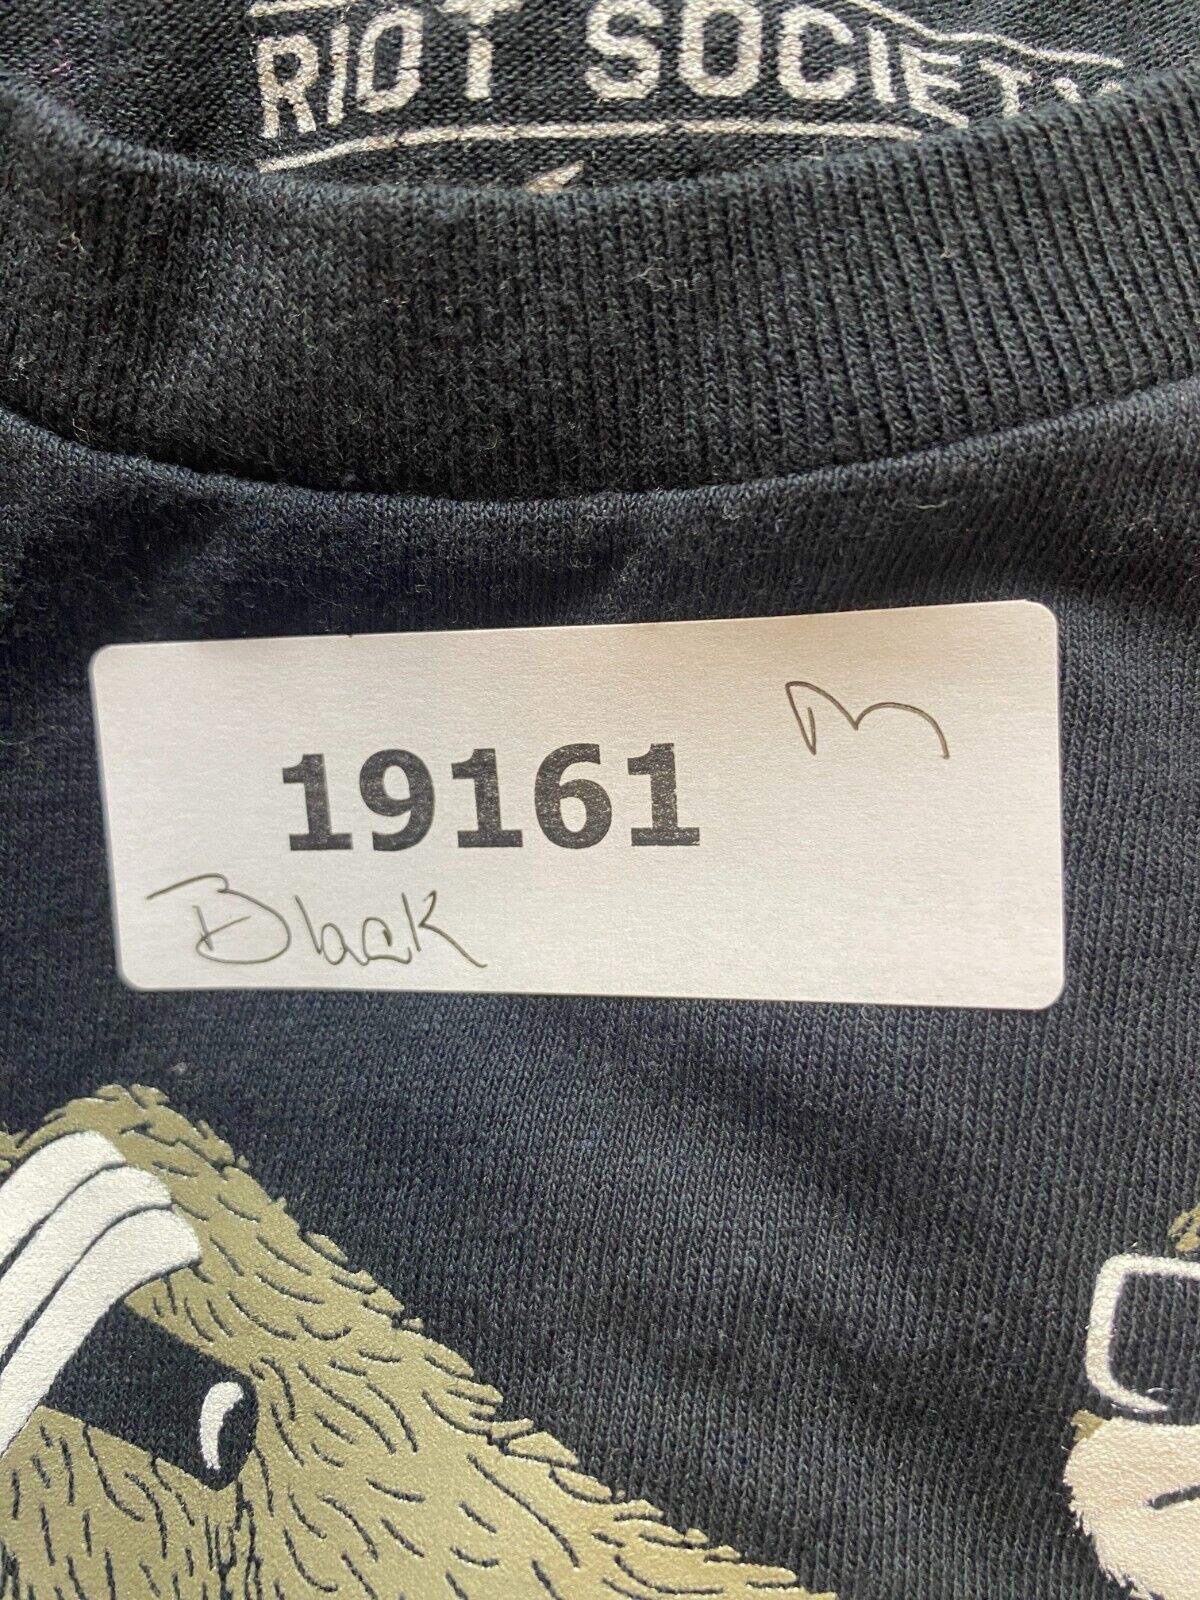 RIOT SOCIETY
M
19161
Black